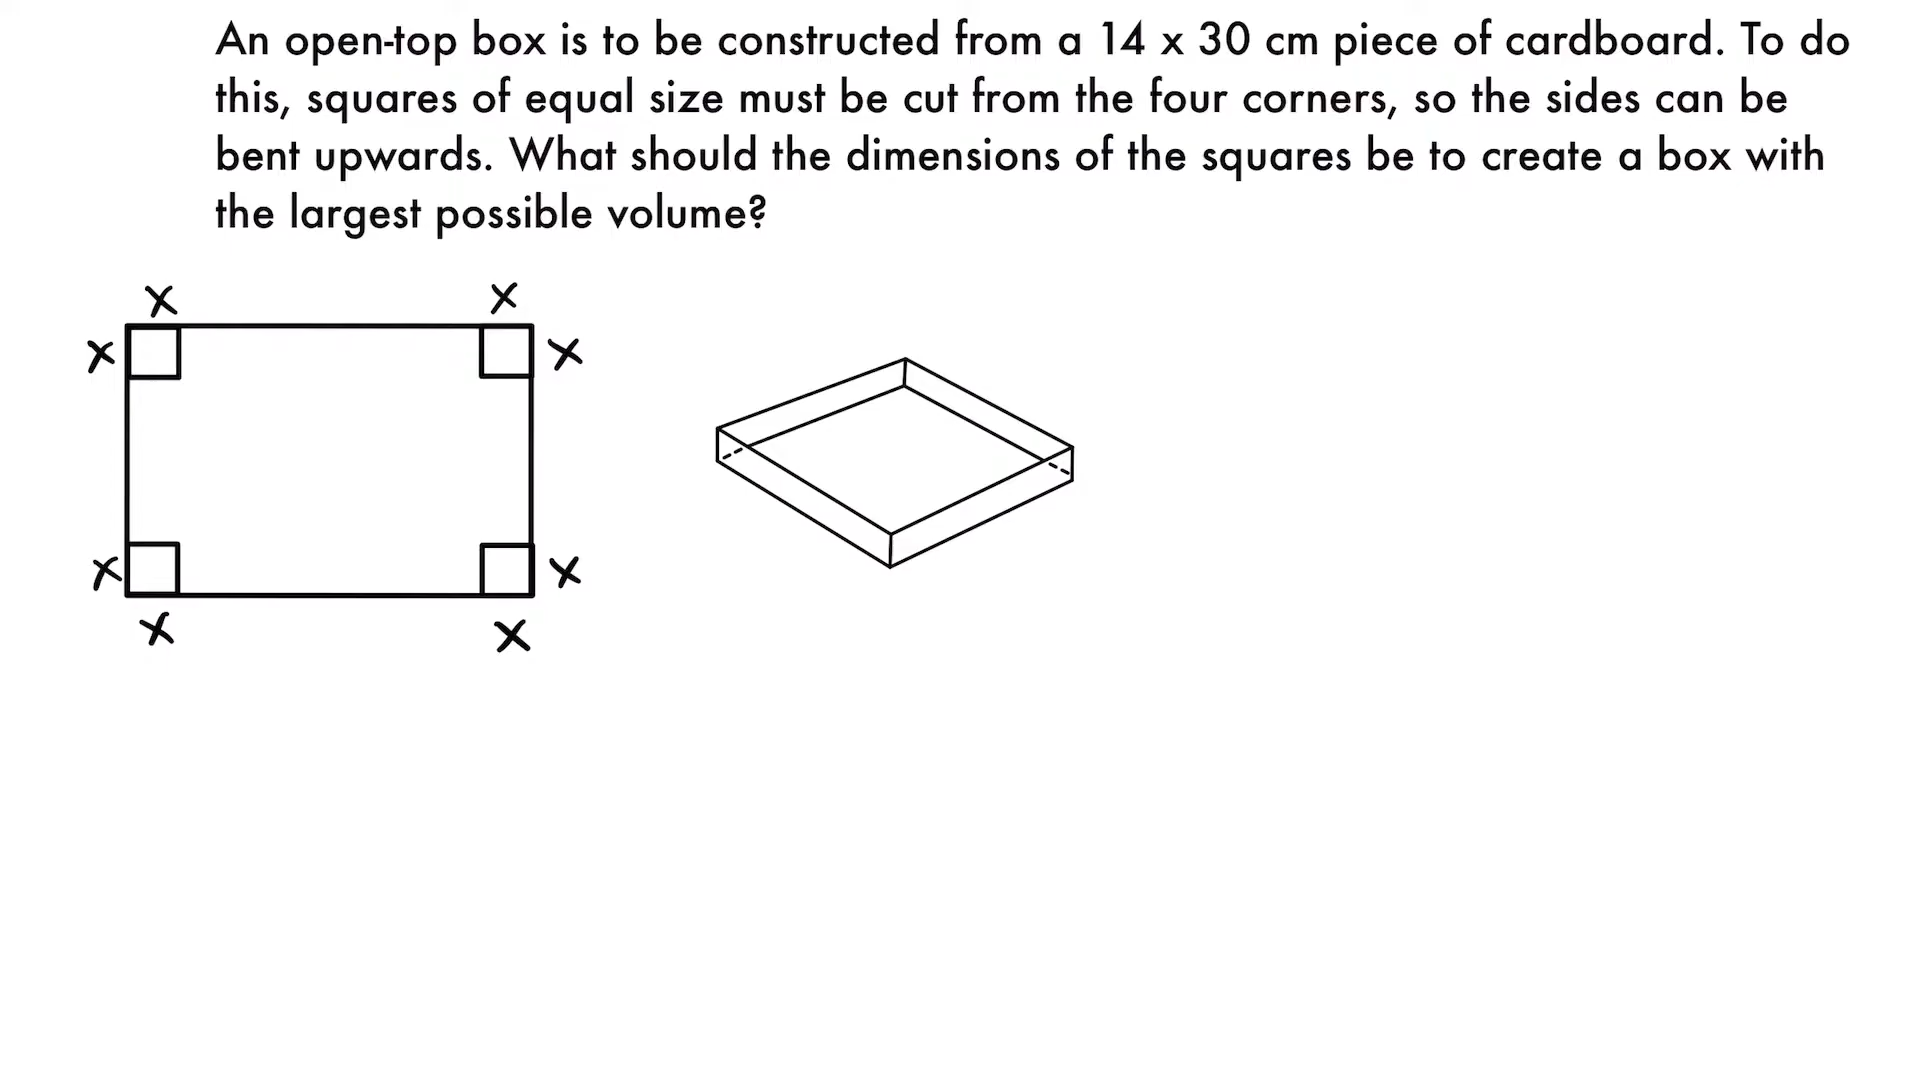 An open-top box is to be constructed from a 14 x 30 cm piece of cardboard. To do
this, squares of equal size must be cut from the four corners, so the sides can be
bent upwards. What should the dimensions of the squares be to create a box with
the largest possible volume?
x x
x x
x x
x x